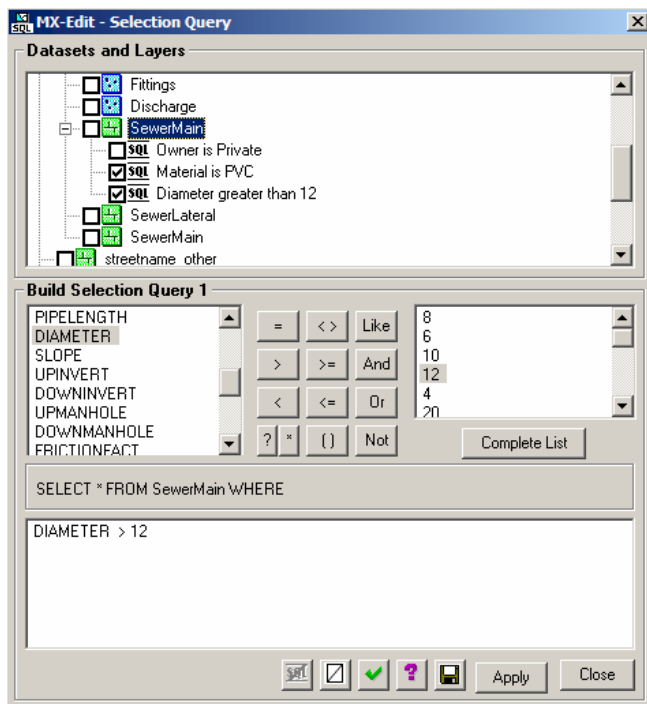 MX-Edit - Selection Query
Datasets and Layers
Fittings
Discharge
SewerMain
SQL Owner is Private
SQL Material is PVC
SQL Diameter greater than 12
SewerLateral
SewerMain
streetname_other
Build Selection Query 1
PIPELENGTH
DIAMETER
SLOPE
UPINVERT
DOWNINVERT
UPMANHOLE
DOWNMANHOLE
FRICTIONFACT
= < > Like
> >= And
< <= Or
? * ( ) Not
8
6
10
12
4
20
Complete List
SELECT * FROM SewerMain WHERE
DIAMETER > 12
SQL ? Apply Close